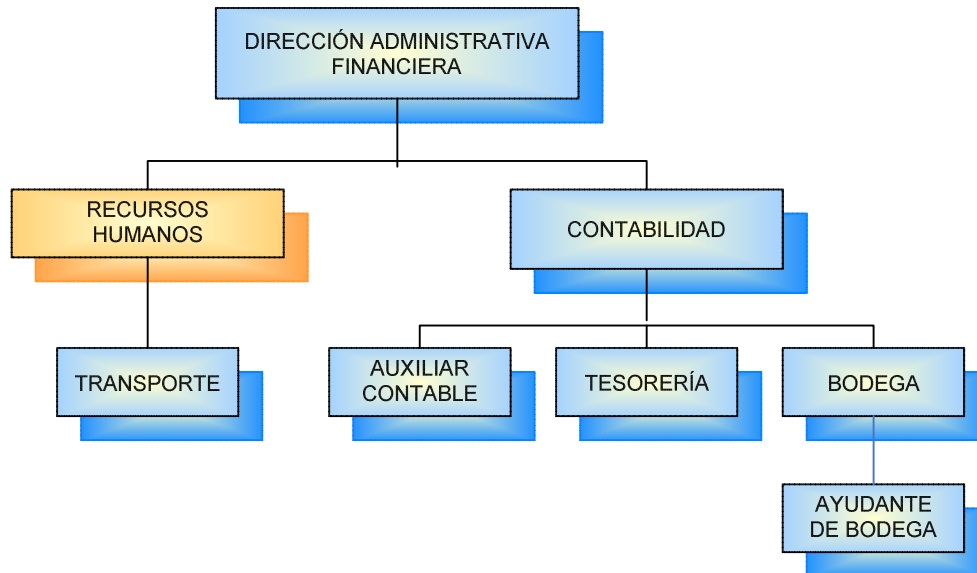 DIRECCIÓN ADMINISTRATIVA
FINANCIERA
RECURSOS
HUMANOS
CONTABILIDAD
TRANSPORTE
AUXILIAR
CONTABLE
TESORERÍA
BODEGA
AYUDANTE
DE BODEGA